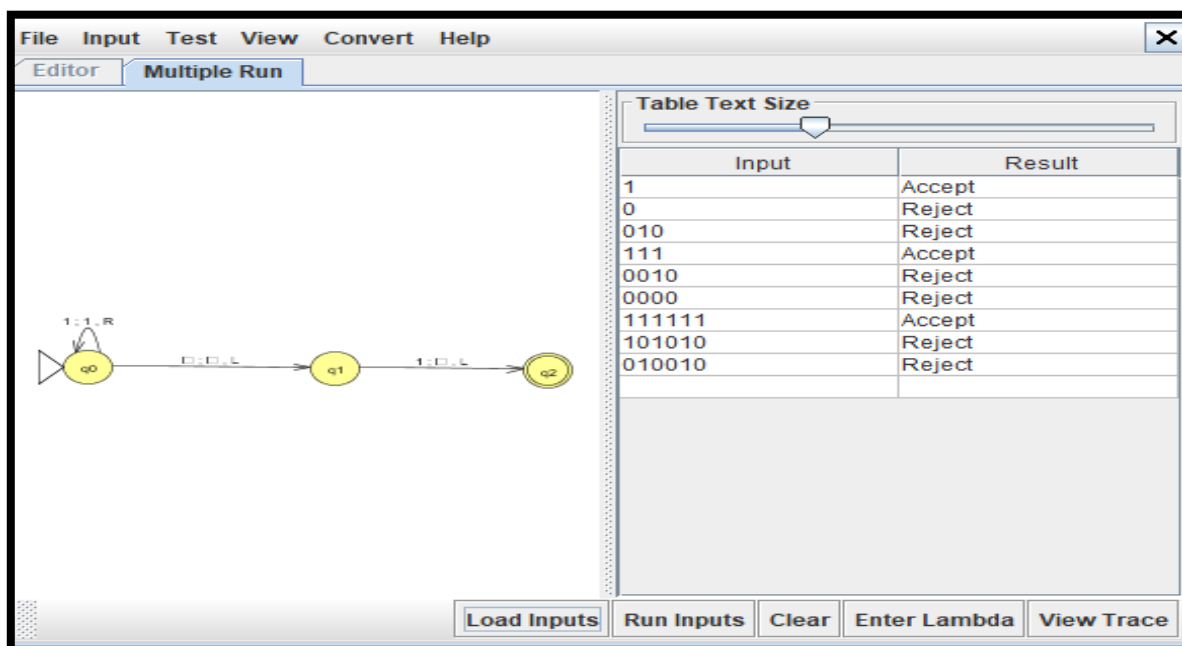 File Input Test View Convert Help
Editor Multiple Run
Table Text Size
Input Result
1 Accept
0 Reject
010 Reject
111 Accept
0010 Reject
0000 Reject
111111 Accept
101010 Reject
010010 Reject
1;1,R
q0
□;□,L
q1
1;□,L
q2
Load Inputs Run Inputs Clear Enter Lambda View Trace